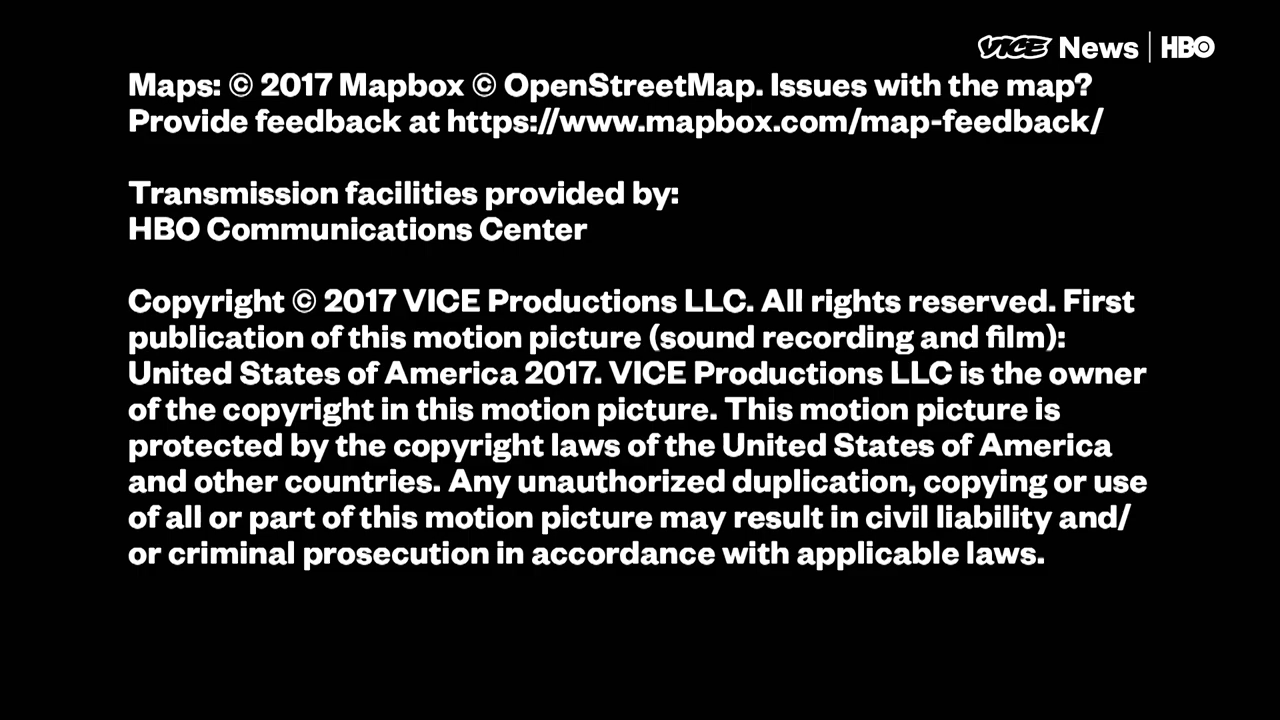 VICE News | HBO
Maps: © 2017 Mapbox © OpenStreetMap. Issues with the map?
Provide feedback at https://www.mapbox.com/map-feedback/
Transmission facilities provided by:
HBO Communications Center
Copyright © 2017 VICE Productions LLC. All rights reserved. First
publication of this motion picture (sound recording and film):
United States of America 2017. VICE Productions LLC is the owner
of the copyright in this motion picture. This motion picture is
protected by the copyright laws of the United States of America
and other countries. Any unauthorized duplication, copying or use
of all or part of this motion picture may result in civil liability and/
or criminal prosecution in accordance with applicable laws.